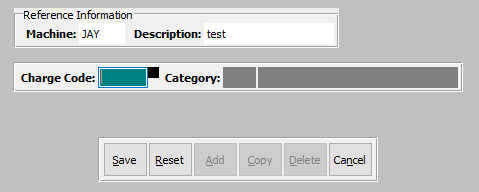 Reference Information
Machine: JAY Description: test
Charge Code: Category:
Save Reset Add Copy Delete Cancel